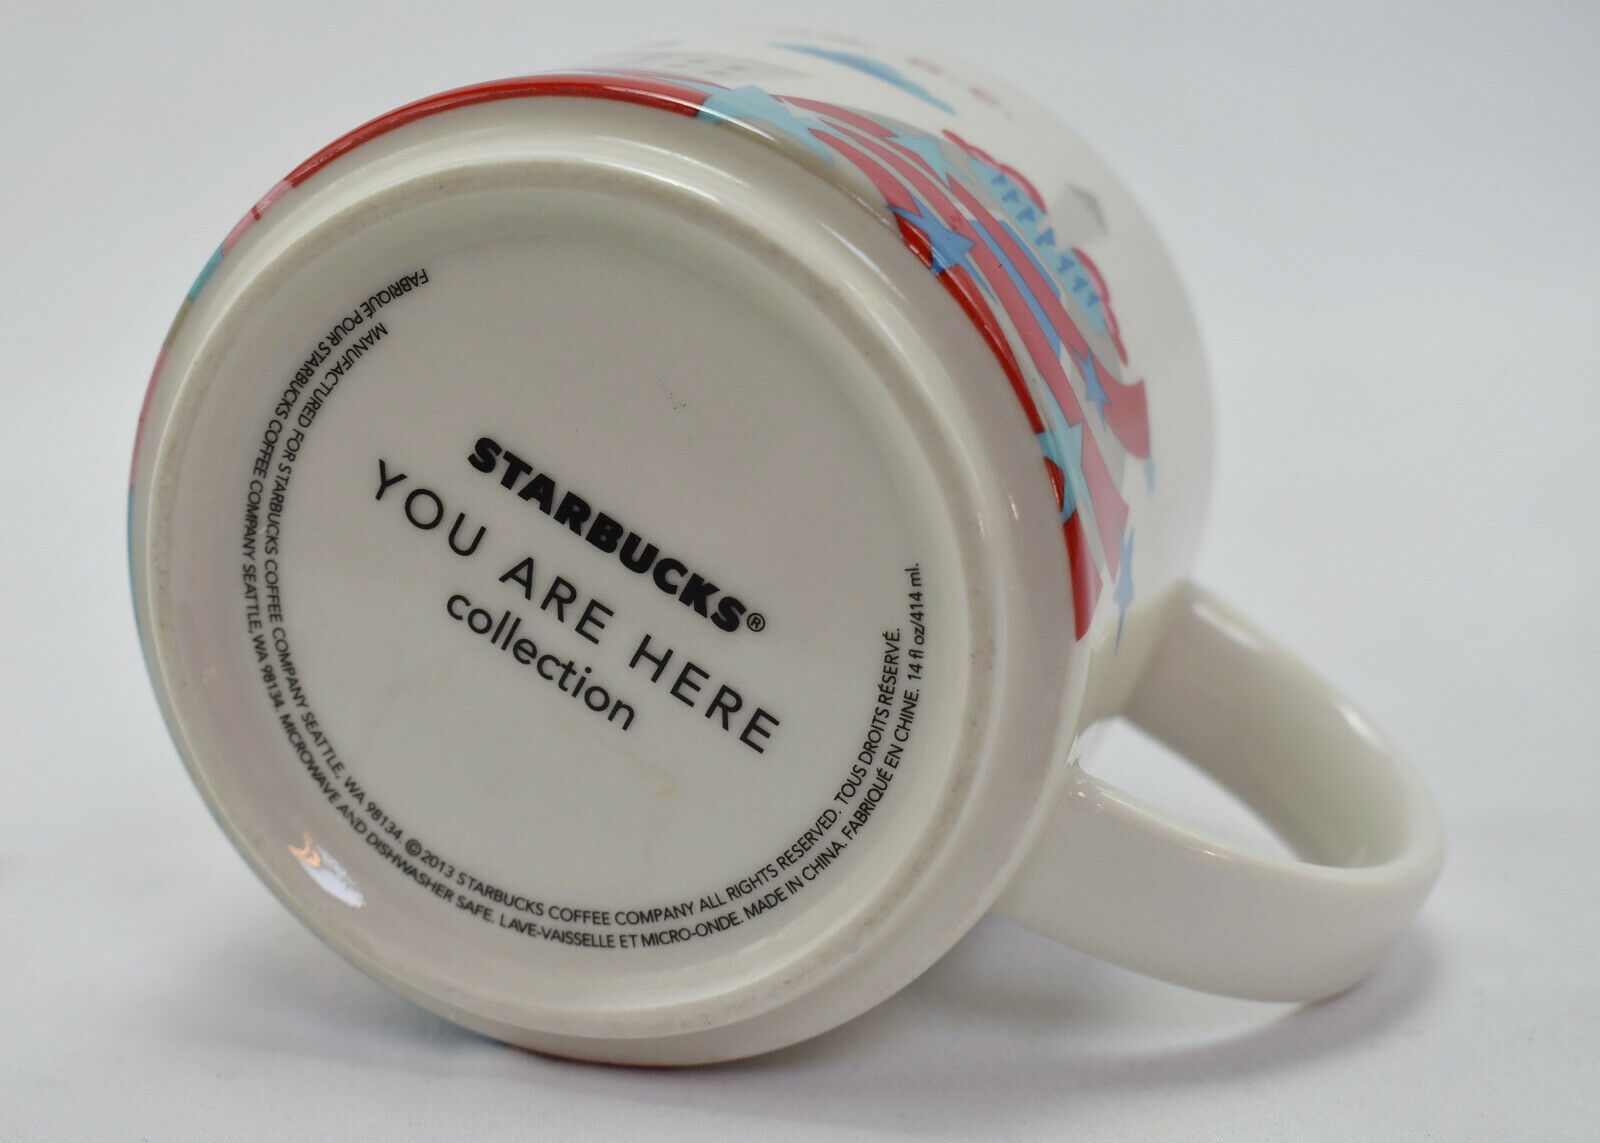 STARBUCKS®
YOU ARE HERE
collection
MANUFACTURED FOR STARBUCKS COFFEE COMPANY SEATTLE, WA 98134. ©2013 STARBUCKS COFFEE COMPANY ALL RIGHTS RESERVED. TOUS DROITS RÉSERVÉ.
FABRIQUÉ POUR STARBUCKS COFFEE COMPANY SEATTLE, WA 98134. MICROWAVE AND DISHWASHER SAFE. LAVE-VAISSELLE ET MICRO-ONDE. MADE IN CHINA. FABRIQUÉ EN CHINE. 14 fl oz/414 ml.